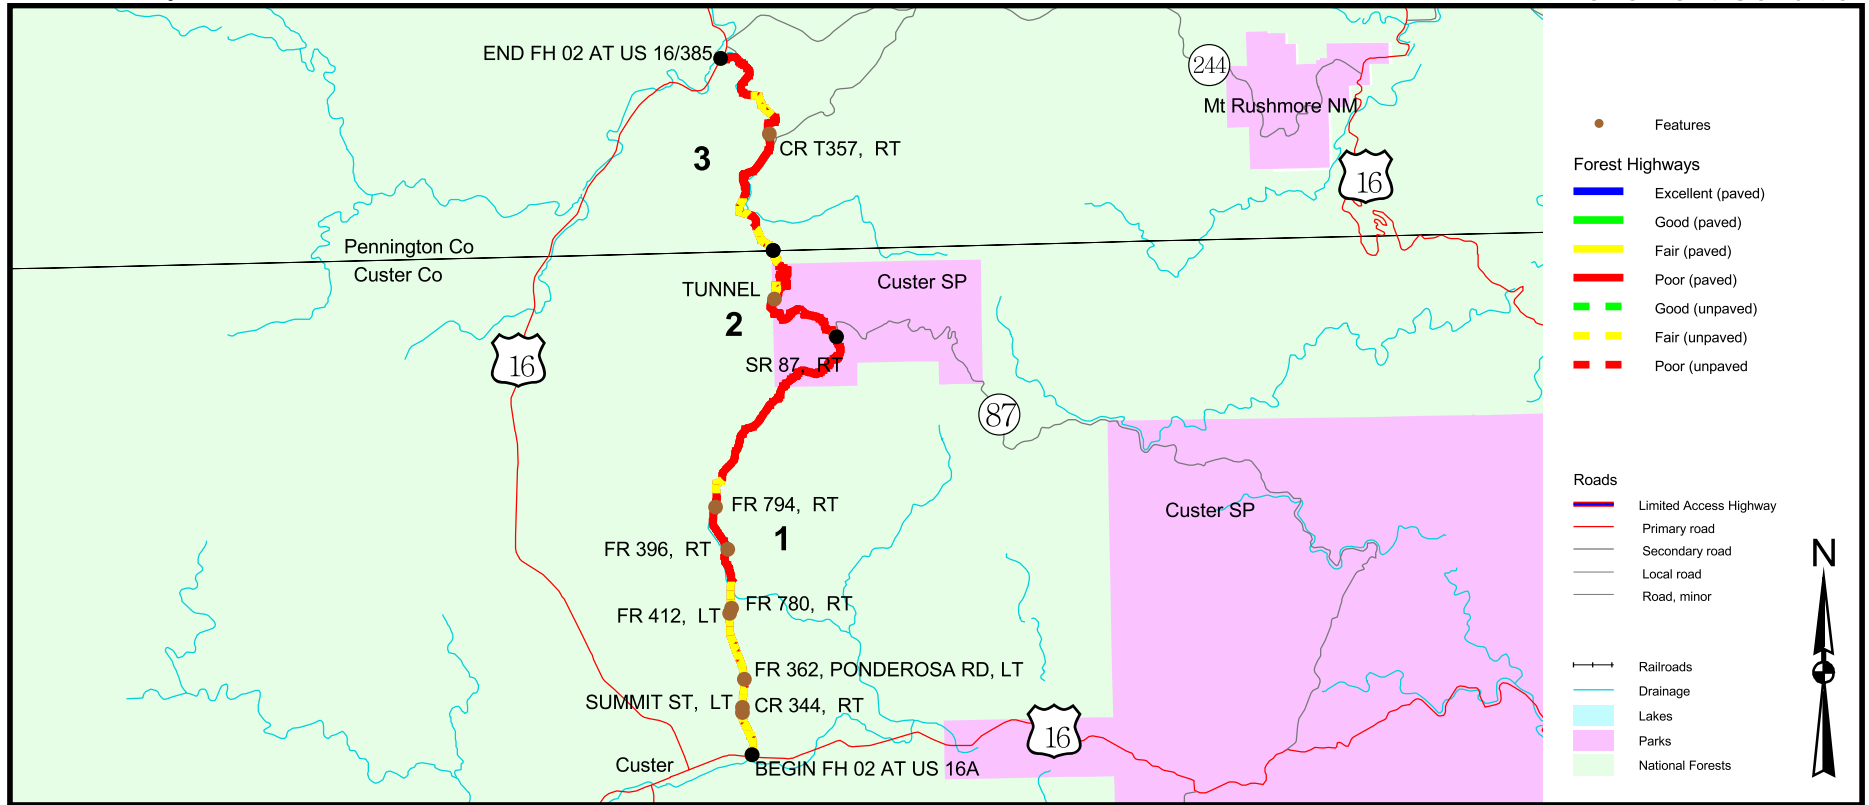 END FH 02 AT US 16/385
244
Mt Rushmore NM
CR T357, RT
3
16
Pennington Co
Custer Co
TUNNEL
Custer SP
2
16
SR 87, RT
87
FR 794, RT
Custer SP
1
FR 396, RT
FR 780, RT
FR 412, LT
FR 362, PONDEROSA RD, LT
SUMMIT ST, LT
CR 344, RT
16
Custer
BEGIN FH 02 AT US 16A
Features
Forest Highways
Excellent (paved)
Good (paved)
Fair (paved)
Poor (paved)
Good (unpaved)
Fair (unpaved)
Poor (unpaved
Roads
Limited Access Highway
Primary road
Secondary road
Local road
Road, minor
N
Railroads
Drainage
Lakes
Parks
National Forests